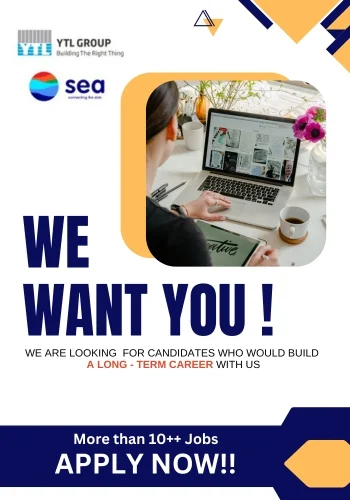 YTL
YTL GROUP
Building The Right Thing
sea
connecting the dots
WE
WANT YOU !
WE ARE LOOKING FOR CANDIDATES WHO WOULD BUILD
A LONG - TERM CAREER WITH US
More than 10++ Jobs
APPLY NOW!!